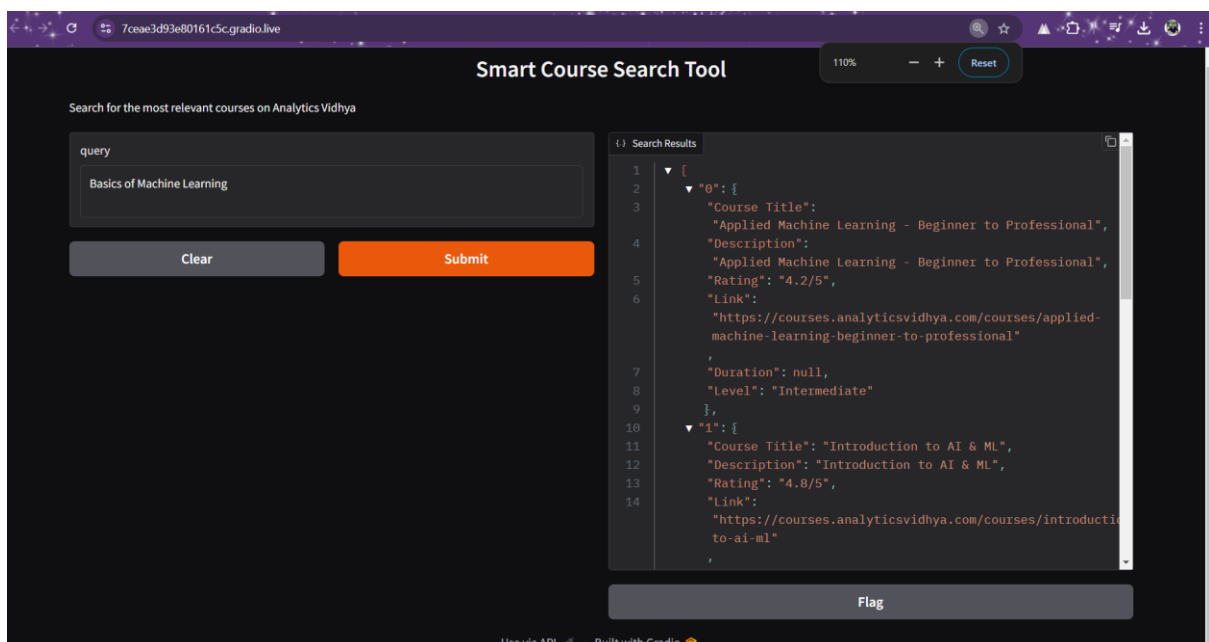 7ceae3d93e80161c5c.gradio.live
110%
Reset
Smart Course Search Tool
Search for the most relevant courses on Analytics Vidhya
query
Basics of Machine Learning
Clear
Submit
{.} Search Results
1 ▼ [
2 ▼ "0": {
3 "Course Title":
"Applied Machine Learning - Beginner to Professional",
4 "Description":
"Applied Machine Learning - Beginner to Professional",
5 "Rating": "4.2/5",
6 "Link":
"https://courses.analyticsvidhya.com/courses/applied-
machine-learning-beginner-to-professional"
,
7 "Duration": null,
8 "Level": "Intermediate"
9 },
10 ▼ "1": {
11 "Course Title": "Introduction to AI & ML",
12 "Description": "Introduction to AI & ML",
13 "Rating": "4.8/5",
14 "Link":
"https://courses.analyticsvidhya.com/courses/introducti
to-ai-ml"
,
Flag
Use via API
Built with Gradio